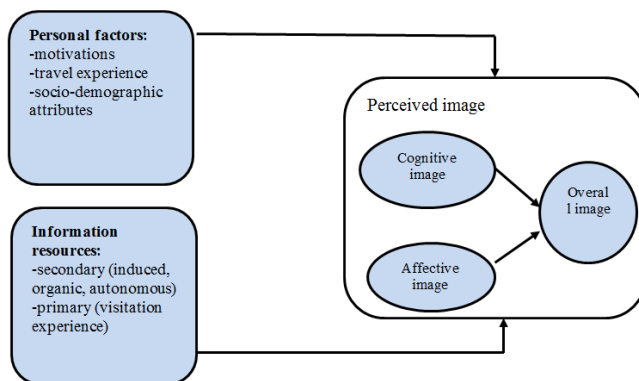 Personal factors:
-motivations
-travel experience
-socio-demographic
attributes
Perceived image
Cognitive
image
Overal
l image
Affective
image
Information
resources:
-secondary (induced,
organic, autonomous)
-primary (visitation
experience)